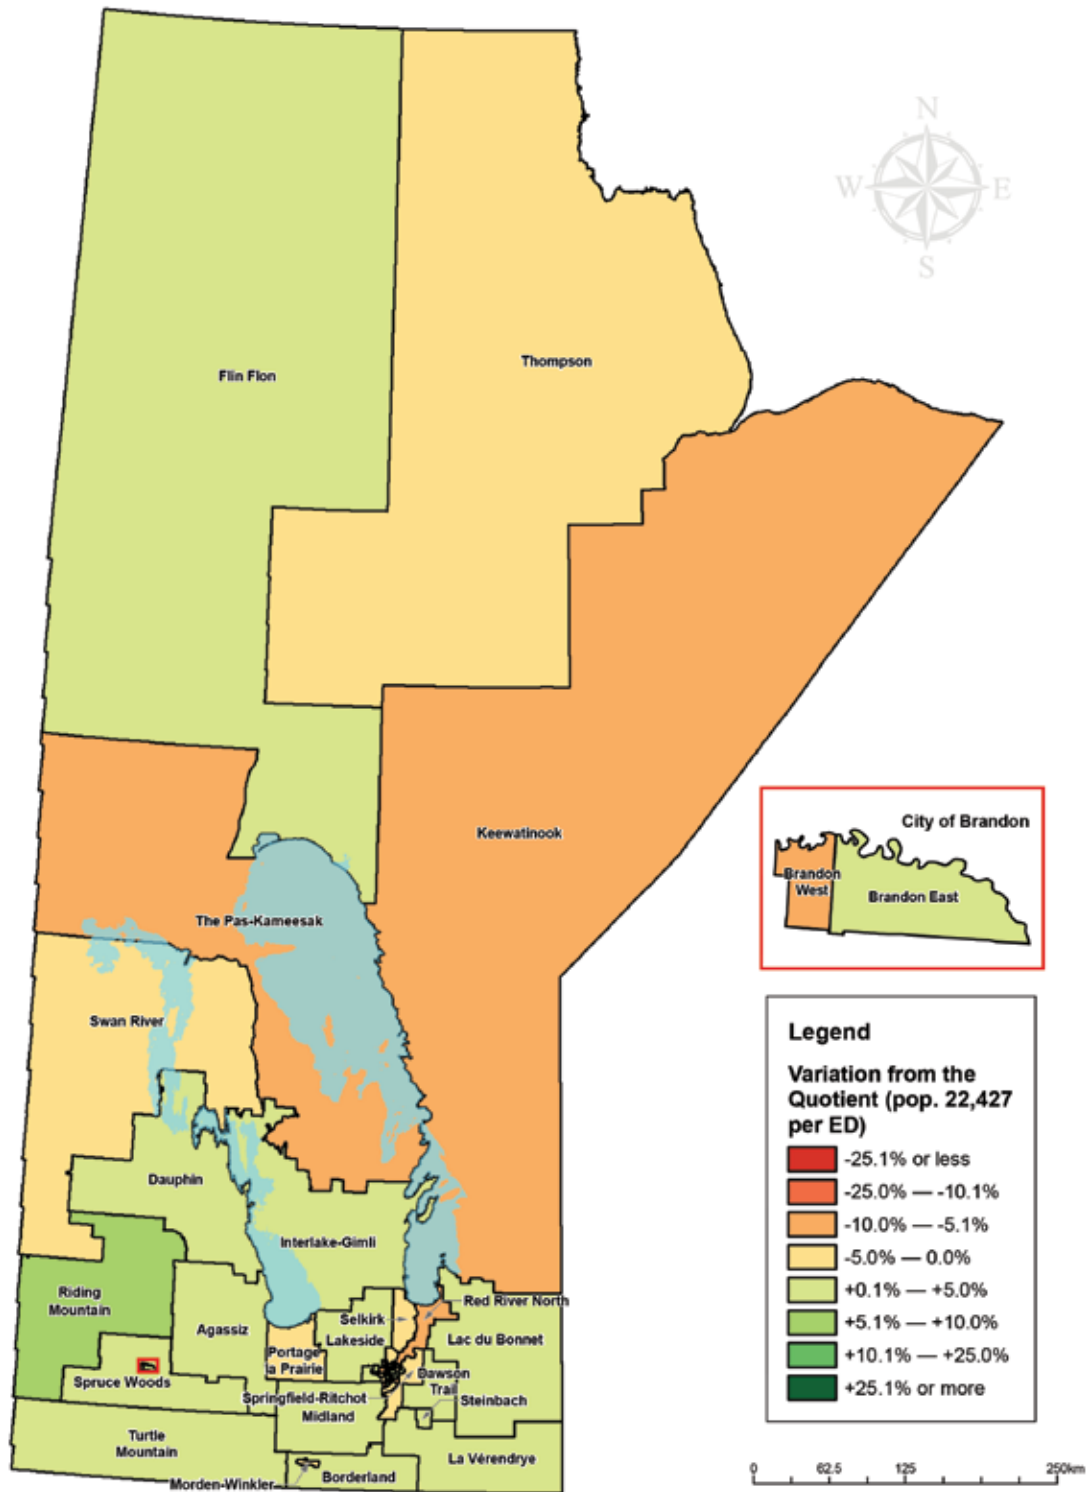 N
W
E
S
Flin Flon
Thompson
Keewatinook
City of Brandon
Brandon
West
Brandon East
The Pas-Kameesak
Swan River
Dauphin
Interlake-Gimli
Riding
Mountain
Agassiz
Selkirk
Red River North
Lakeside
Lac du Bonnet
Portage
la Prairie
Dawson
Trail
Spruce Woods
Springfield-Ritchot
Steinbach
Midland
Turtle
Mountain
La Vérendrye
Morden-Winkler
Borderland
Legend
Variation from the
Quotient (pop. 22,427
per ED)
-25.1% or less
-25.0% — -10.1%
-10.0% — -5.1%
-5.0% — 0.0%
+0.1% — +5.0%
+5.1% — +10.0%
+10.1% — +25.0%
+25.1% or more
0 62.5 125 250km